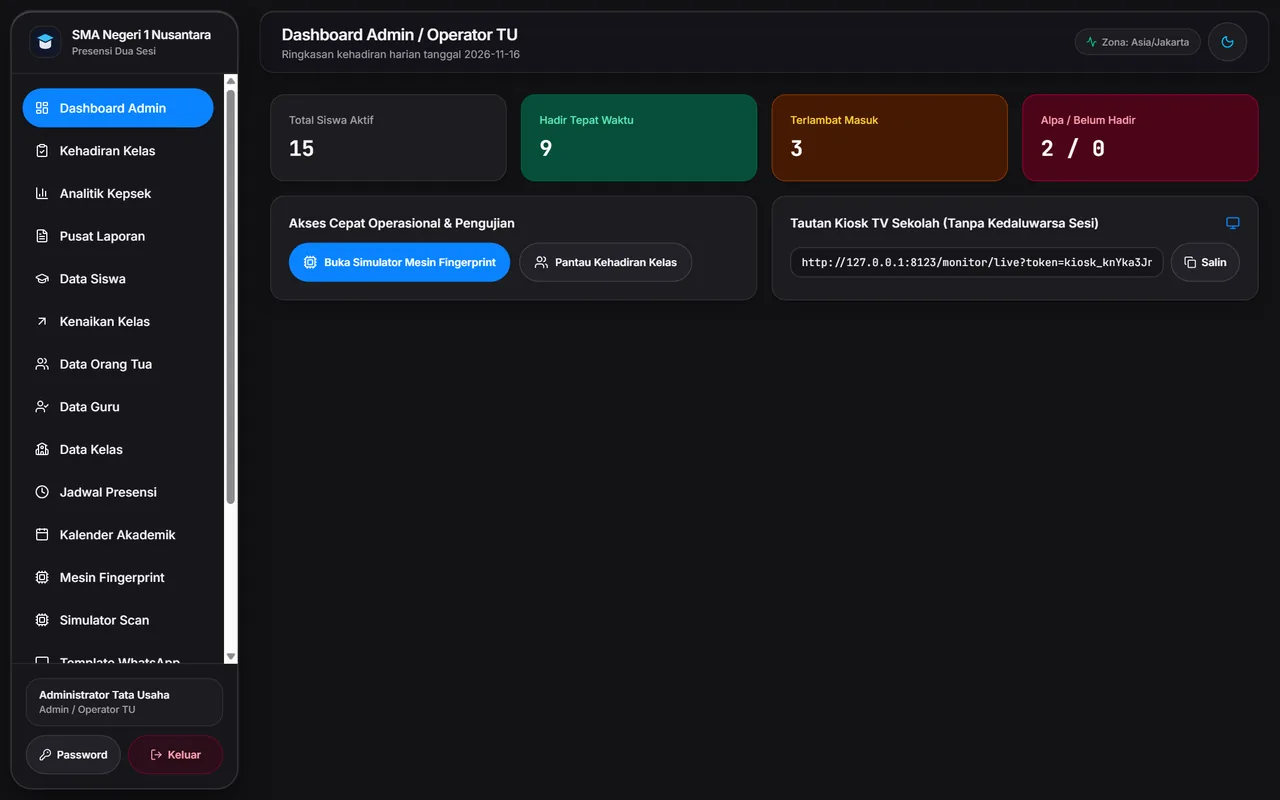 SMA Negeri 1 Nusantara
Presensi Dua Sesi
Dashboard Admin
Kehadiran Kelas
Analitik Kepsek
Pusat Laporan
Data Siswa
Kenaikan Kelas
Data Orang Tua
Data Guru
Data Kelas
Jadwal Presensi
Kalender Akademik
Mesin Fingerprint
Simulator Scan
Template WhatsApp
Administrator Tata Usaha
Admin / Operator TU
Password
Keluar
Dashboard Admin / Operator TU
Ringkasan kehadiran harian tanggal 2026-11-16
Zona: Asia/Jakarta
Total Siswa Aktif
15
Hadir Tepat Waktu
9
Terlambat Masuk
3
Alpa / Belum Hadir
2 / 0
Akses Cepat Operasional & Pengujian
Buka Simulator Mesin Fingerprint
Pantau Kehadiran Kelas
Tautan Kiosk TV Sekolah (Tanpa Kedaluwarsa Sesi)
http://127.0.0.1:8123/monitor/live?token=kiosk_knYka3Jr
Salin